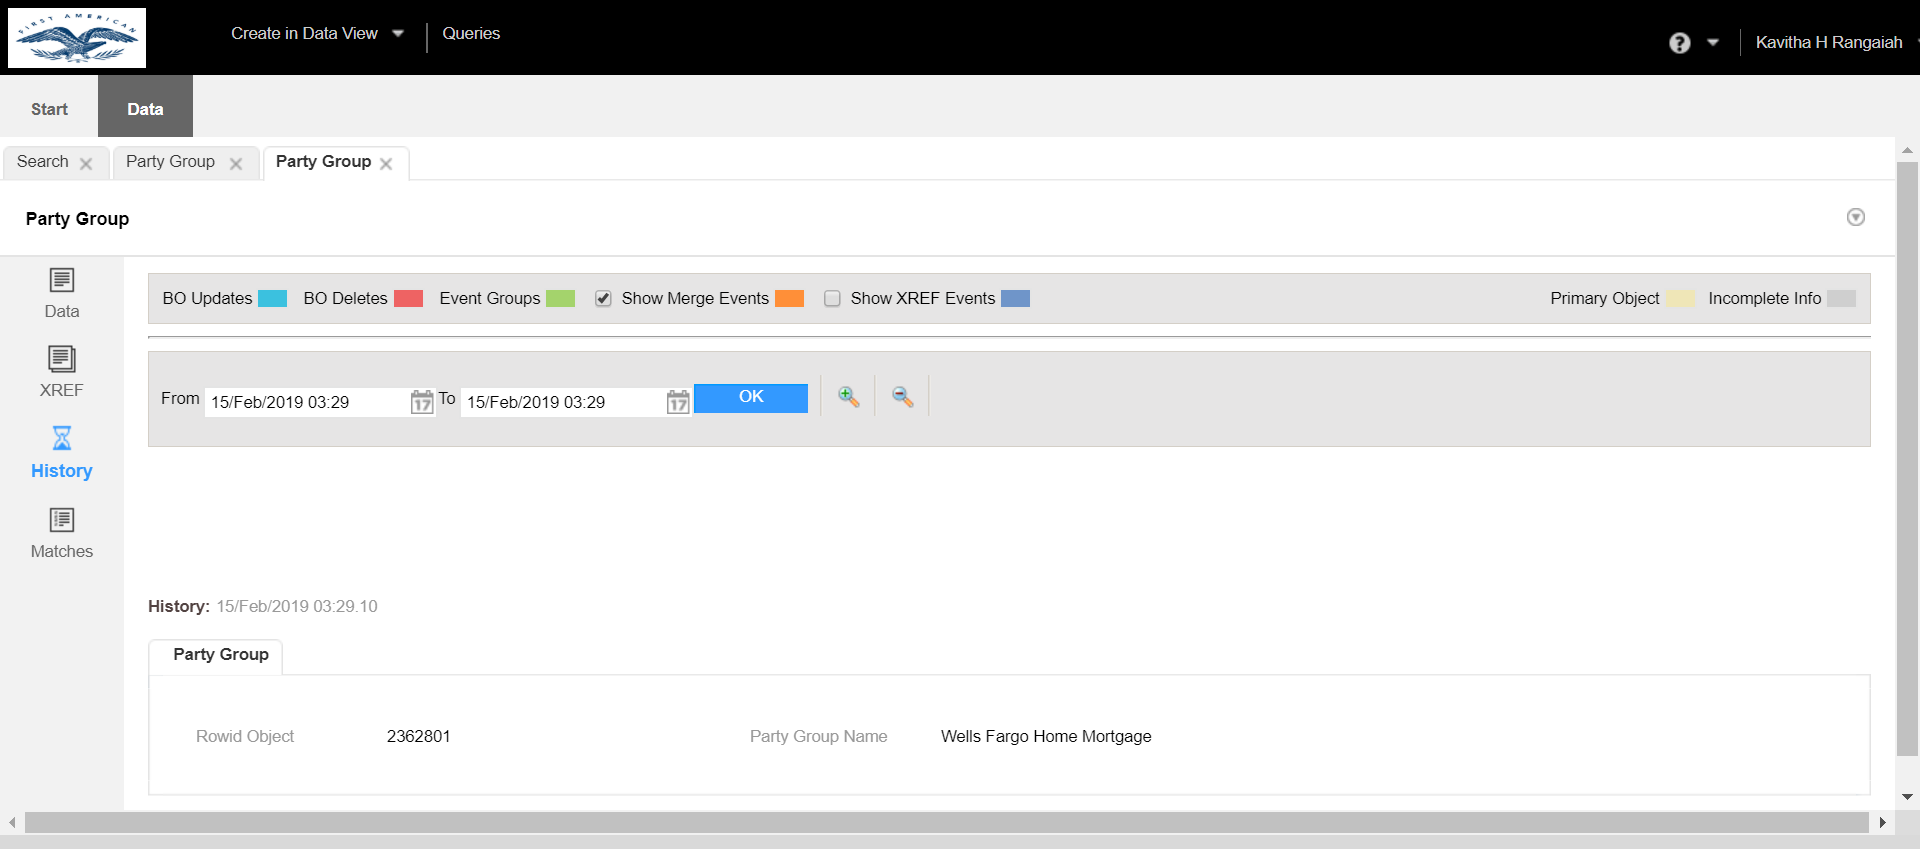 FIRST AMERICAN
Create in Data View
Queries
?
Kavitha H Rangaiah
Start
Data
Search
Party Group
Party Group
Party Group
Data
XREF
History
Matches
BO Updates
BO Deletes
Event Groups
Show Merge Events
Show XREF Events
Primary Object
Incomplete Info
From
15/Feb/2019 03:29
17
To
15/Feb/2019 03:29
17
OK
History: 15/Feb/2019 03:29.10
Party Group
Rowid Object
2362801
Party Group Name
Wells Fargo Home Mortgage